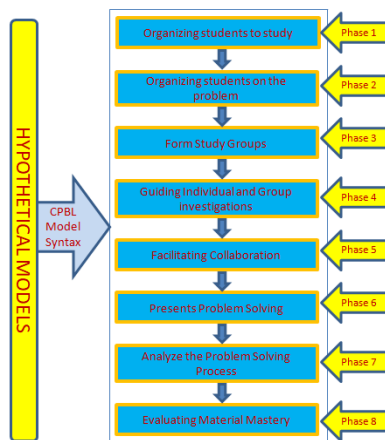 HYPOTHETICAL MODELS
CPBL
Model
Syntax
Organizing students to study
Phase 1
Organizing students on the
problem
Phase 2
Form Study Groups
Phase 3
Guiding Individual and Group
investigations
Phase 4
Facilitating Collaboration
Phase 5
Presents Problem Solving
Phase 6
Analyze the Problem Solving
Process
Phase 7
Evaluating Material Mastery
Phase 8